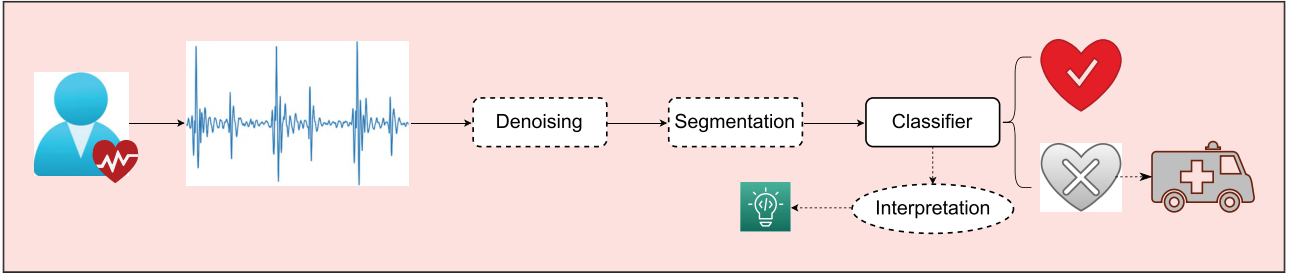 Denoising
Segmentation
Classifier
Interpretation